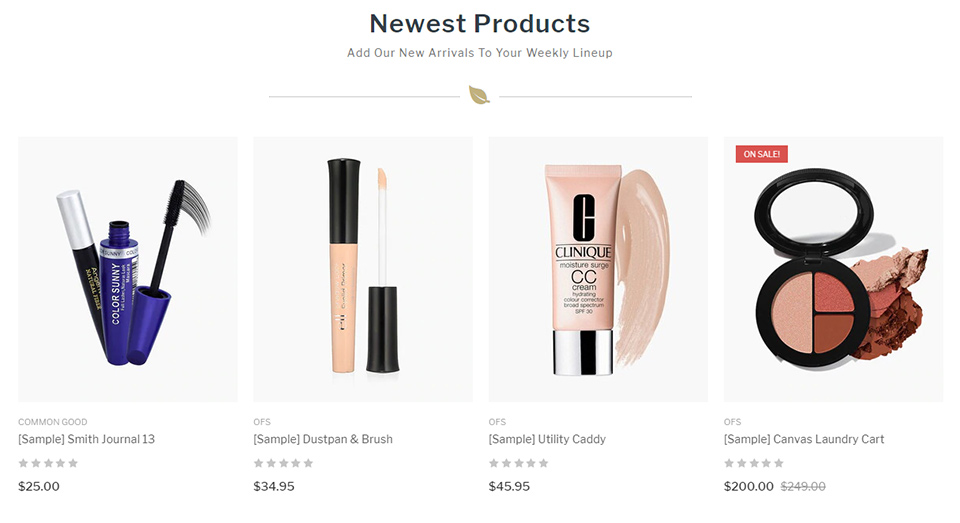 Newest Products
Add Our New Arrivals To Your Weekly Lineup
ON SALE!
COLOR SUNNY
CLINIQUE
moisture surge
CC
cream
hydrating
colour corrector
broad spectrum
SPF 30
COMMON GOOD
[Sample] Smith Journal 13
$25.00
OFS
[Sample] Dustpan & Brush
$34.95
OFS
[Sample] Utility Caddy
$45.95
OFS
[Sample] Canvas Laundry Cart
$200.00 $249.00